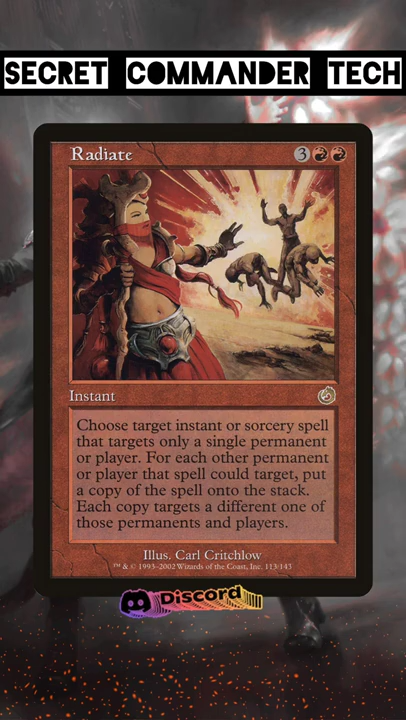 SECRET COMMANDER TECH
Radiate 3
Instant
Choose target instant or sorcery spell
that targets only a single permanent
or player. For each other permanent
or player that spell could target, put
a copy of the spell onto the stack.
Each copy targets a different one of
those permanents and players.
Illus. Carl Critchlow
™ & © 1993–2002 Wizards of the Coast, Inc. 113/143
Discord